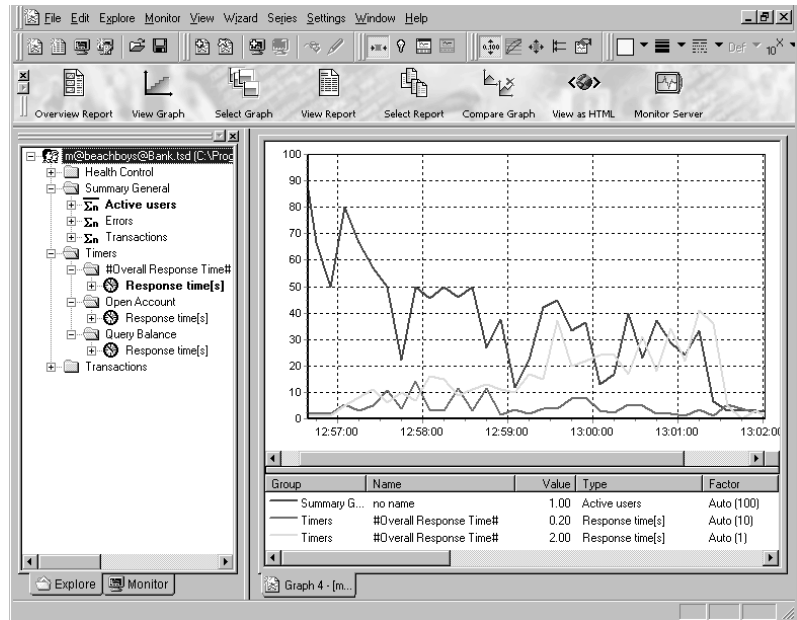 File Edit Explore Monitor View Wizard Series Settings Window Help
0,100 Def 10X
Overview Report View Graph Select Graph View Report Select Report Compare Graph View as HTML Monitor Server
m@beachboys@Bank.tsd (C:\Prog
Health Control
Summary General
Σn Active users
Σn Errors
Σn Transactions
Timers
#Overall Response Time#
Response time[s]
Open Account
Response time[s]
Query Balance
Response time[s]
Transactions
Explore Monitor
100
90
80
70
60
50
40
30
20
10
0
12:57:00 12:58:00 12:59:00 13:00:00 13:01:00 13:02:00
Group Name Value Type Factor
Summary G... no name 1.00 Active users Auto (100)
Timers #Overall Response Time# 0.20 Response time[s] Auto (10)
Timers #Overall Response Time# 2.00 Response time[s] Auto (1)
Graph 4 - [m...